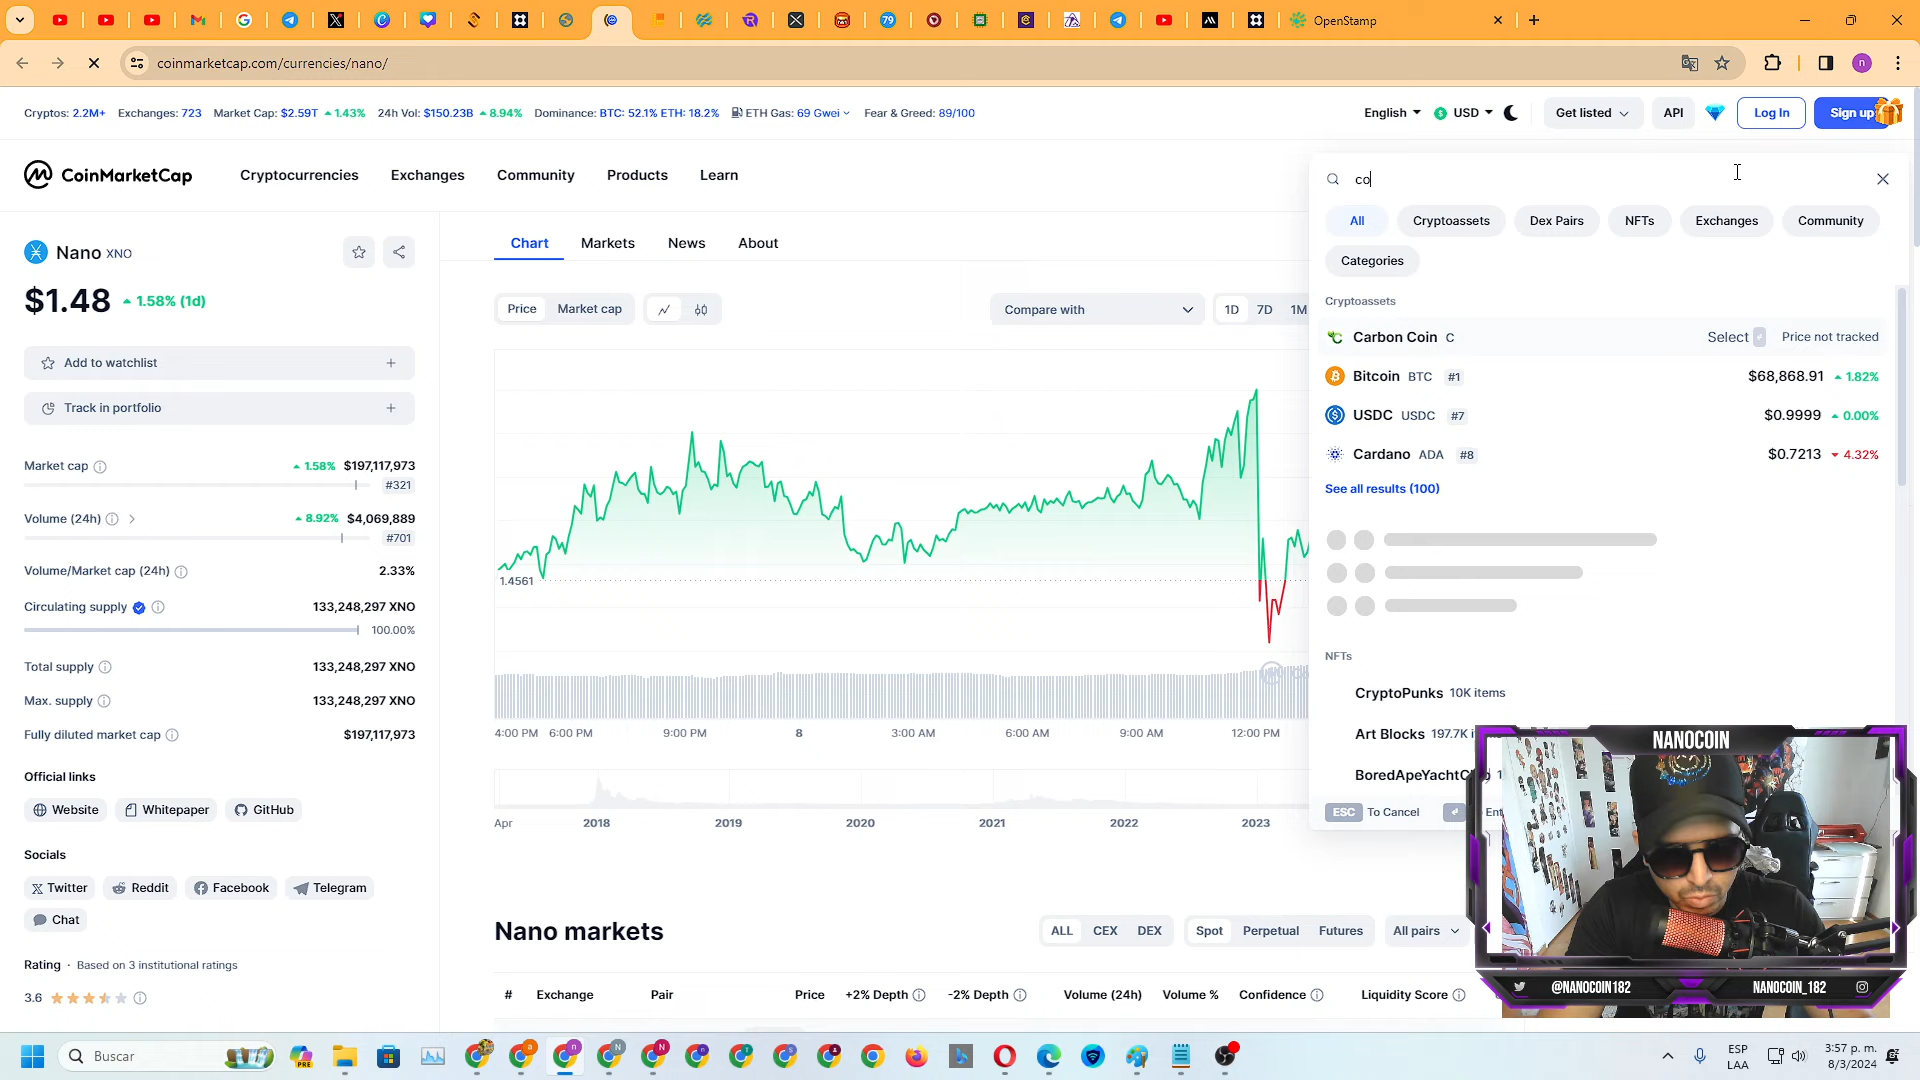 OpenStamp
coinmarketcap.com/currencies/nano/
Cryptos: 2.2M+ Exchanges: 723 Market Cap: $2.59T 1.43% 24h Vol: $150.23B 8.94% Dominance: BTC: 52.1% ETH: 18.2% ETH Gas: 69 Gwei Fear & Greed: 89/100
English USD Get listed API Log In Sign up
CoinMarketCap Cryptocurrencies Exchanges Community Products Learn
co
All Cryptoassets Dex Pairs NFTs Exchanges Community
Categories
Cryptoassets
Carbon Coin C Select Price not tracked
Bitcoin BTC #1 $68,868.91 1.82%
USDC USDC #7 $0.9999 0.00%
Cardano ADA #8 $0.7213 4.32%
See all results (100)
NFTs
CryptoPunks 10K items
Art Blocks 197.7K
BoredApeYachtC
ESC To Cancel
Nano XNO
$1.48 1.58% (1d)
Add to watchlist +
Track in portfolio +
Market cap 1.58% $197,117,973
#321
Volume (24h) 8.92% $4,069,889
#701
Volume/Market cap (24h) 2.33%
Circulating supply 133,248,297 XNO
100.00%
Total supply 133,248,297 XNO
Max. supply 133,248,297 XNO
Fully diluted market cap $197,117,973
Official links
Website Whitepaper GitHub
Socials
Twitter Reddit Facebook Telegram
Chat
Rating · Based on 3 institutional ratings
3.6
Chart Markets News About
Price Market cap Compare with 1D 7D 1M
1.4561
4:00 PM 6:00 PM 9:00 PM 8 3:00 AM 6:00 AM 9:00 AM 12:00 PM
Apr 2018 2019 2020 2021 2022 2023
Nano markets
ALL CEX DEX Spot Perpetual Futures All pairs
# Exchange Pair Price +2% Depth -2% Depth Volume (24h) Volume % Confidence Liquidity Score
NANOCOIN
@NANOCOIN182 NANOCOIN_182
Buscar
PRE
ESP
LAA
3:57 p. m.
8/3/2024